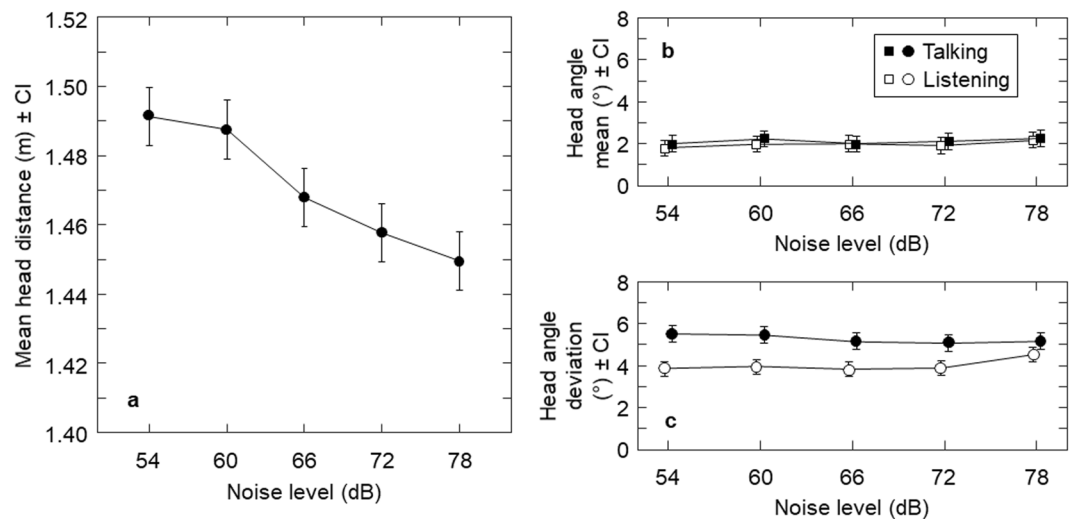 Mean head distance (m) ± CI
1.52
1.50
1.48
1.46
1.44
1.42
1.40
a
54 60 66 72 78
Noise level (dB)
Head angle
mean (°) ± CI
8
6
4
2
0
b
Talking
Listening
54 60 66 72 78
Noise level (dB)
Head angle
deviation
(°) ± CI
8
6
4
2
0
c
54 60 66 72 78
Noise level (dB)